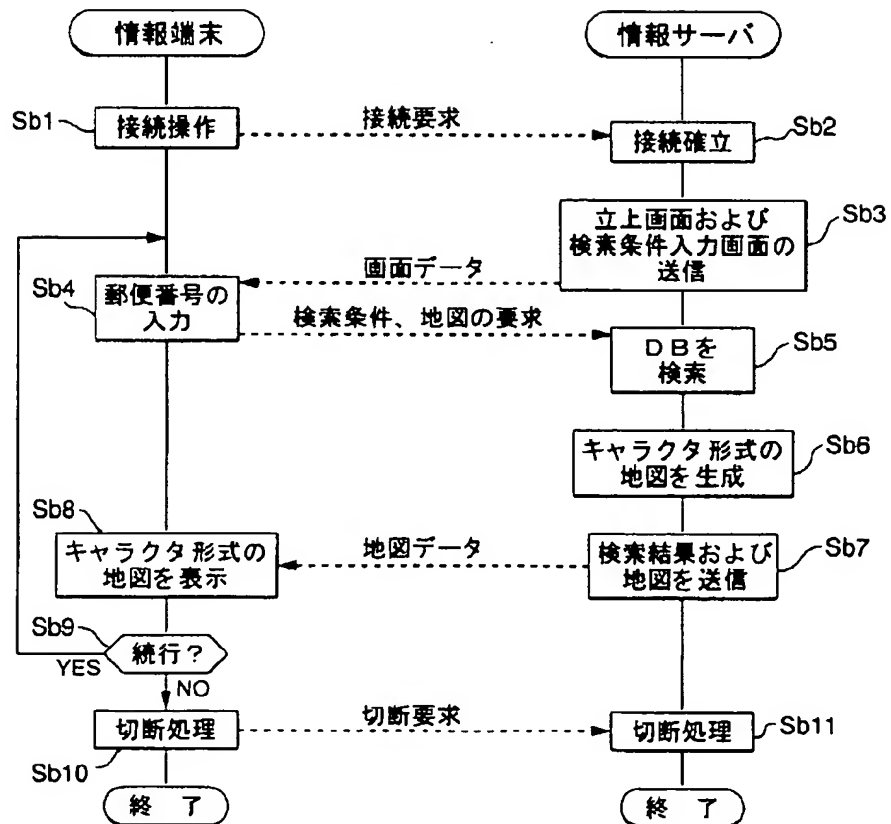 情報端末
情報サーバ
Sb1
接続操作
接続要求
接続確立
Sb2
立上画面および
検索条件入力画面の
送信
Sb3
画面データ
Sb4
郵便番号の
入力
検索条件、地図の要求
DBを
検索
Sb5
キャラクタ形式の
地図を生成
Sb6
Sb8
キャラクタ形式の
地図を表示
地図データ
検索結果および
地図を送信
Sb7
Sb9
続行?
YES
NO
切断処理
切断要求
切断処理
Sb11
Sb10
終 了
終 了